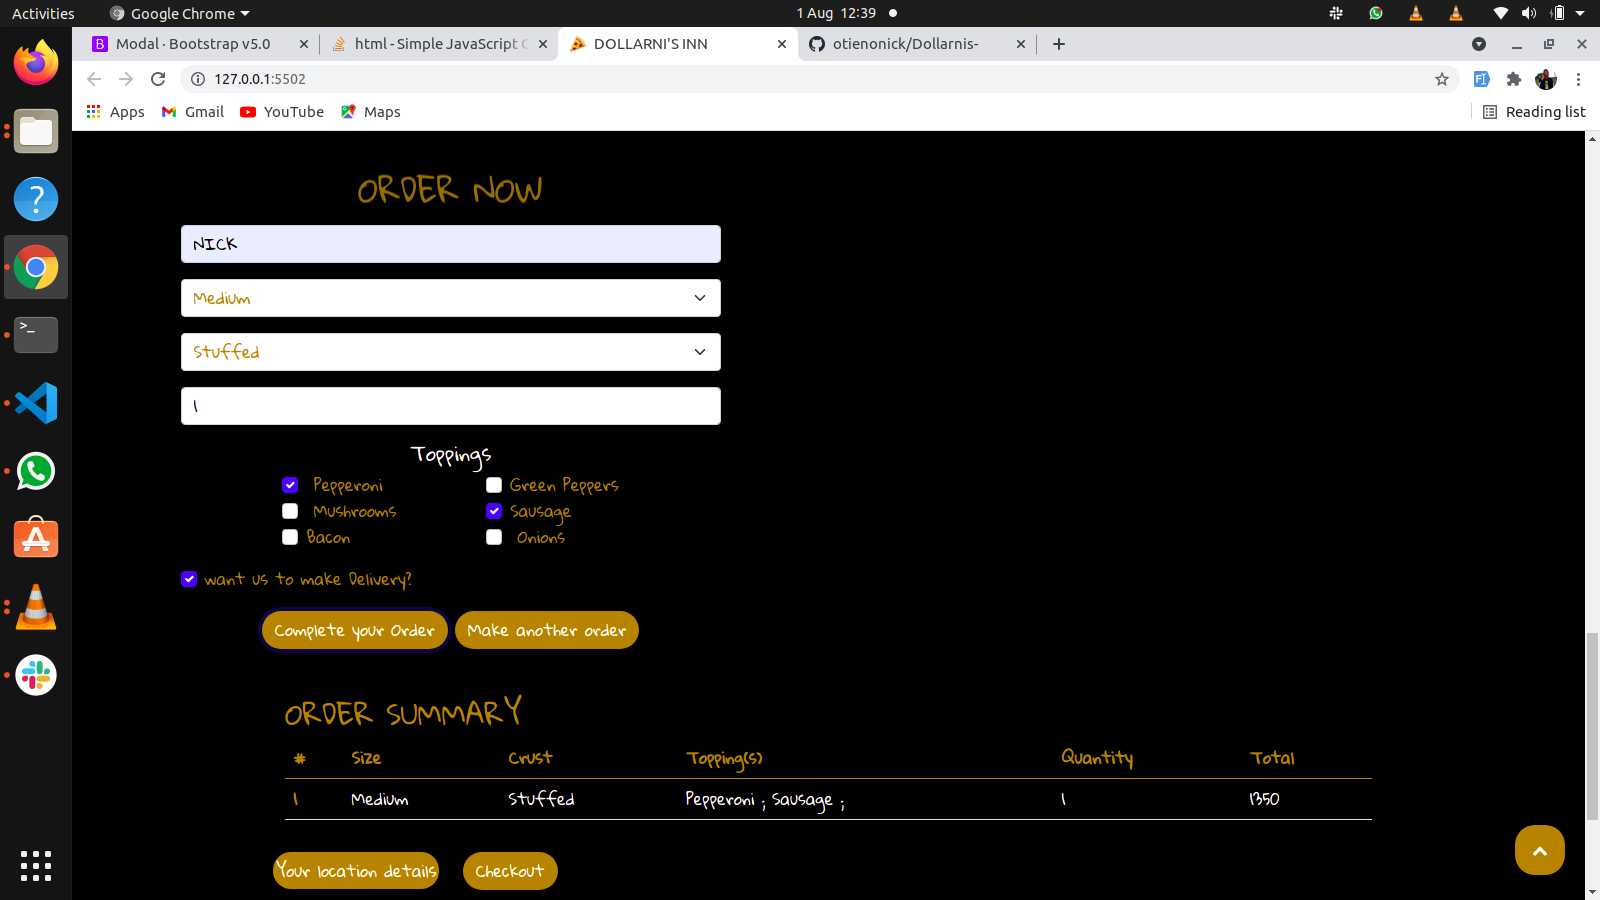 Activities Google Chrome 1 Aug 12:39
Modal · Bootstrap v5.0 html - Simple JavaScript C DOLLARNI'S INN otienonick/Dollarnis-
127.0.0.1:5502
Apps Gmail YouTube Maps Reading list
ORDER NOW
NICK
Medium
Stuffed
1
Toppings
Pepperoni Green Peppers
Mushrooms Sausage
Bacon Onions
want us to make Delivery?
Complete your Order Make another order
ORDER SUMMARY
# Size Crust Topping(s) Quantity Total
1 Medium Stuffed Pepperoni ; Sausage ; 1 1350
Your location details Checkout